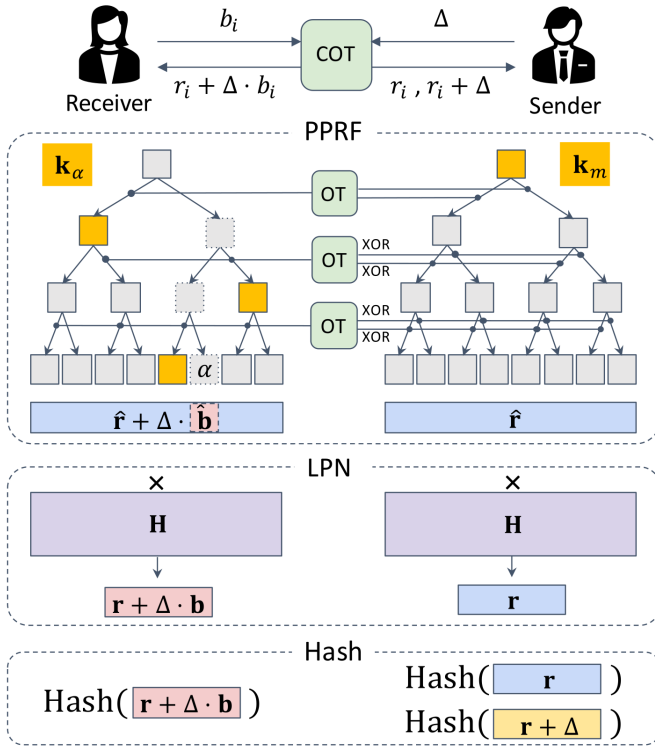 b_i Δ
COT
r_i + Δ · b_i r_i , r_i + Δ
Receiver Sender
PPRF
k_α k_m
OT
XOR
OT
XOR
XOR
OT
XOR
α
r̂ + Δ · b̂ r̂
LPN
× ×
H H
r + Δ · b r
Hash
Hash( r + Δ · b ) Hash( r )
Hash( r + Δ )